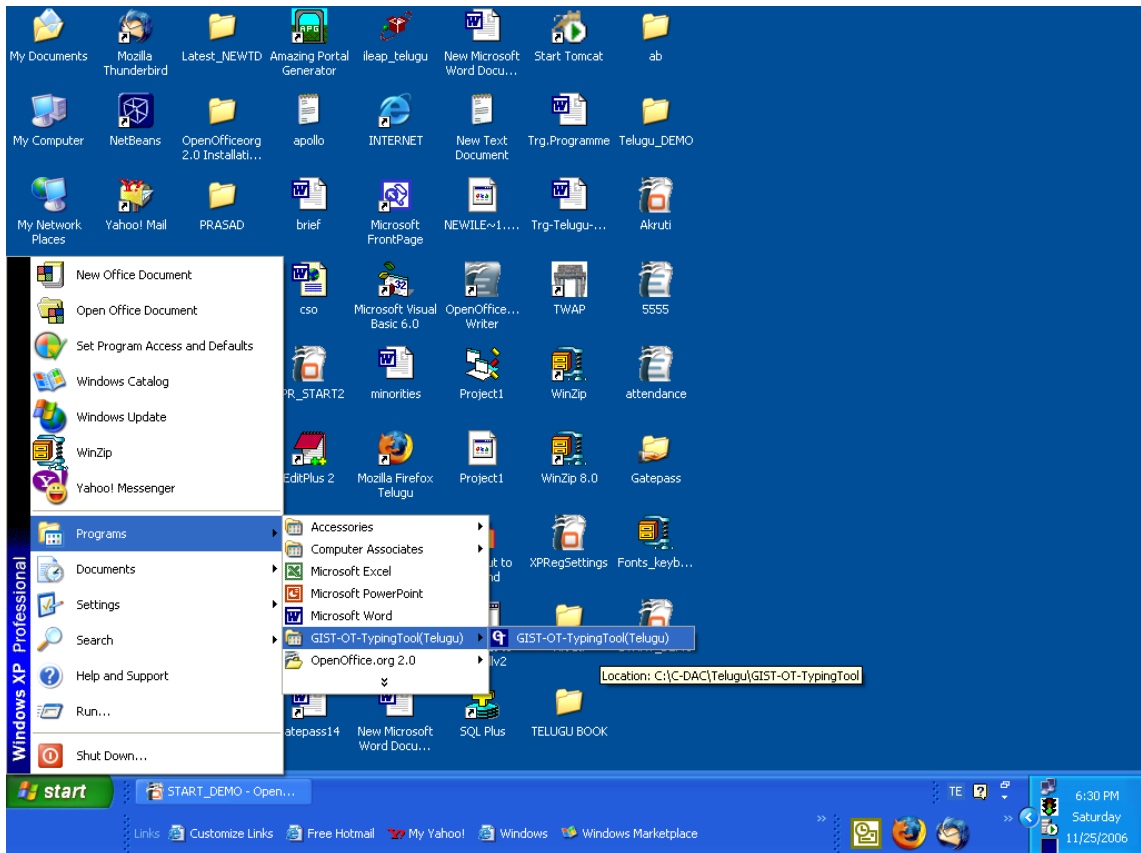 My Documents
Mozilla
Thunderbird
Latest_NEWTD
Amazing Portal
Generator
ileap_telugu
New Microsoft
Word Docu...
Start Tomcat
ab
My Computer
NetBeans
OpenOfficeorg
2.0 Installati...
apollo
INTERNET
New Text
Document
Trg.Programme
Telugu_DEMO
My Network
Places
Yahoo! Mail
PRASAD
brief
Microsoft
FrontPage
NEWILE~1....
Trg-Telugu-...
Akruti
cso
Microsoft Visual
Basic 6.0
OpenOffice...
Writer
TWAP
5555
PR_START2
minorities
Project1
WinZip
attendance
EditPlus 2
Mozilla Firefox
Telugu
Project1
WinZip 8.0
Gatepass
XPRegSettings
Fonts_keyb...
atepass14
New Microsoft
Word Docu...
SQL Plus
TELUGU BOOK
New Office Document
Open Office Document
Set Program Access and Defaults
Windows Catalog
Windows Update
WinZip
Yahoo! Messenger
Programs
Documents
Settings
Search
Help and Support
Run...
Shut Down...
Windows XP Professional
Accessories
Computer Associates
Microsoft Excel
Microsoft PowerPoint
Microsoft Word
GIST-OT-TypingTool(Telugu)
OpenOffice.org 2.0
GIST-OT-TypingTool(Telugu)
Location: C:\C-DAC\Telugu\GIST-OT-TypingTool
start
START_DEMO - Open...
TE
6:30 PM
Saturday
11/25/2006
Links
Customize Links
Free Hotmail
My Yahoo!
Windows
Windows Marketplace